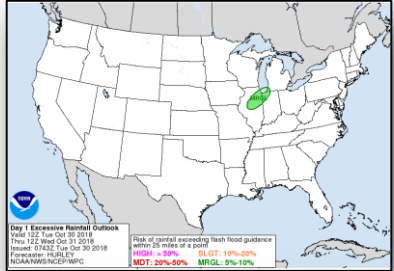 MRGL
Day 1 Excessive Rainfall Outlook
Valid 12Z Tue Oct 30 2018
Thru 12Z Wed Oct 31 2018
Issued: 0743Z Tue Oct 30 2018
Forecaster: HURLEY
NOAA/NWS/NCEP/WPC
Risk of rainfall exceeding flash flood guidance
within 25 miles of a point
HIGH: > 50% SLGT: 10%-20%
MDT: 20%-50% MRGL: 5%-10%